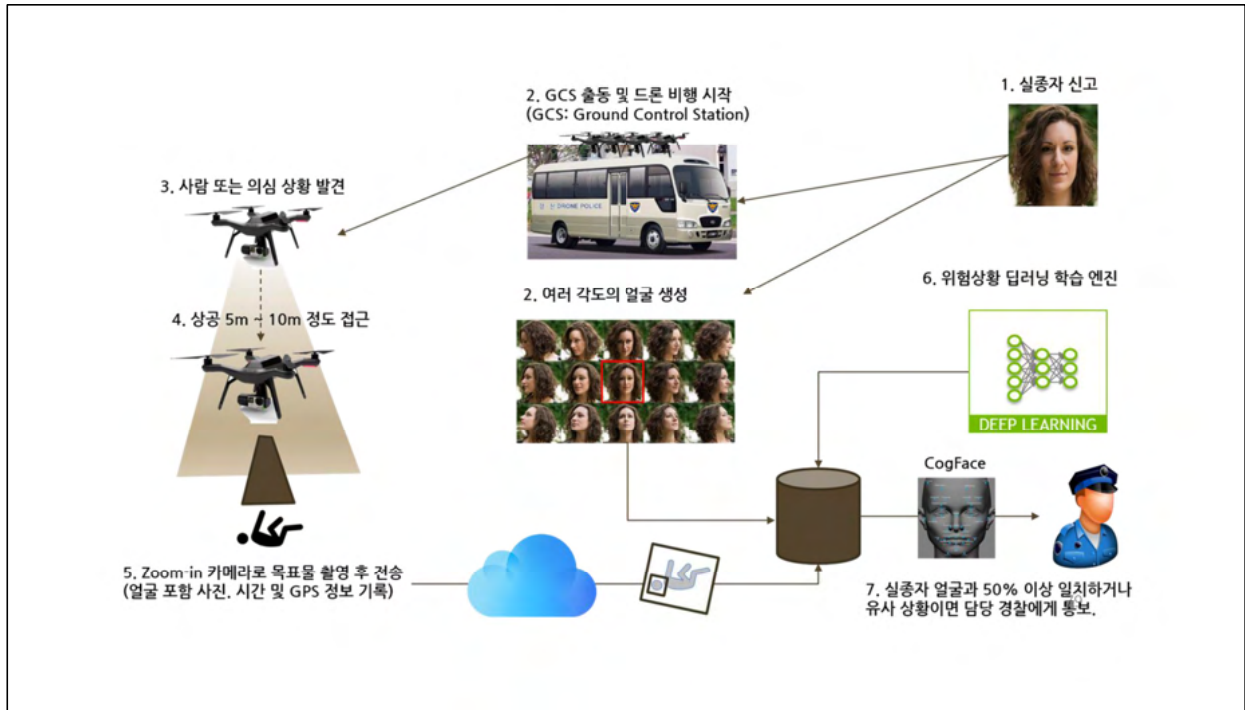 1. 실종자 신고
2. GCS 출동 및 드론 비행 시작
(GCS: Ground Control Station)
DRONE POLICE
3. 사람 또는 의심 상황 발견
2. 여러 각도의 얼굴 생성
6. 위험상황 딥러닝 학습 엔진
4. 상공 5m ~ 10m 정도 접근
DEEP LEARNING
CogFace
5. Zoom-in 카메라로 목표물 촬영 후 전송
(얼굴 포함 사진, 시간 및 GPS 정보 기록)
7. 실종자 얼굴과 50% 이상 일치하거나
유사 상황이면 담당 경찰에게 통보.